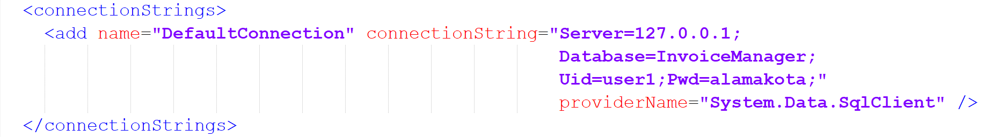 <connectionStrings>
<add name="DefaultConnection" connectionString="Server=127.0.0.1;
Database=InvoiceManager;
Uid=user1;Pwd=alamakota;"
providerName="System.Data.SqlClient" />
</connectionStrings>